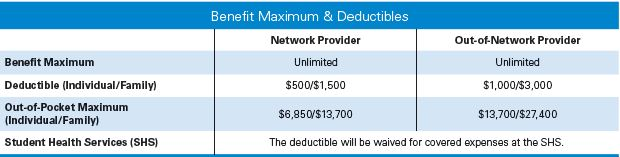 Benefit Maximum & Deductibles
Network Provider Out-of-Network Provider
Benefit Maximum Unlimited Unlimited
Deductible (Individual/Family) $500/$1,500 $1,000/$3,000
Out-of-Pocket Maximum
(Individual/Family) $6,850/$13,700 $13,700/$27,400
Student Health Services (SHS) The deductible will be waived for covered expenses at the SHS.